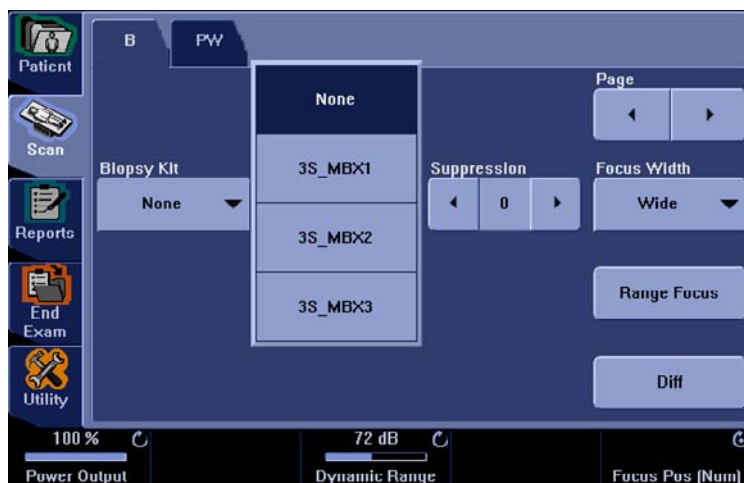 Patient
B
PW
None
Page
Scan
Biopsy Kit
3S_MBX1
Suppression
Focus Width
None
0
Wide
3S_MBX2
Reports
3S_MBX3
Range Focus
End
Exam
Diff
Utility
100 %
72 dB
Power Output
Dynamic Range
Focus Pos (Num)